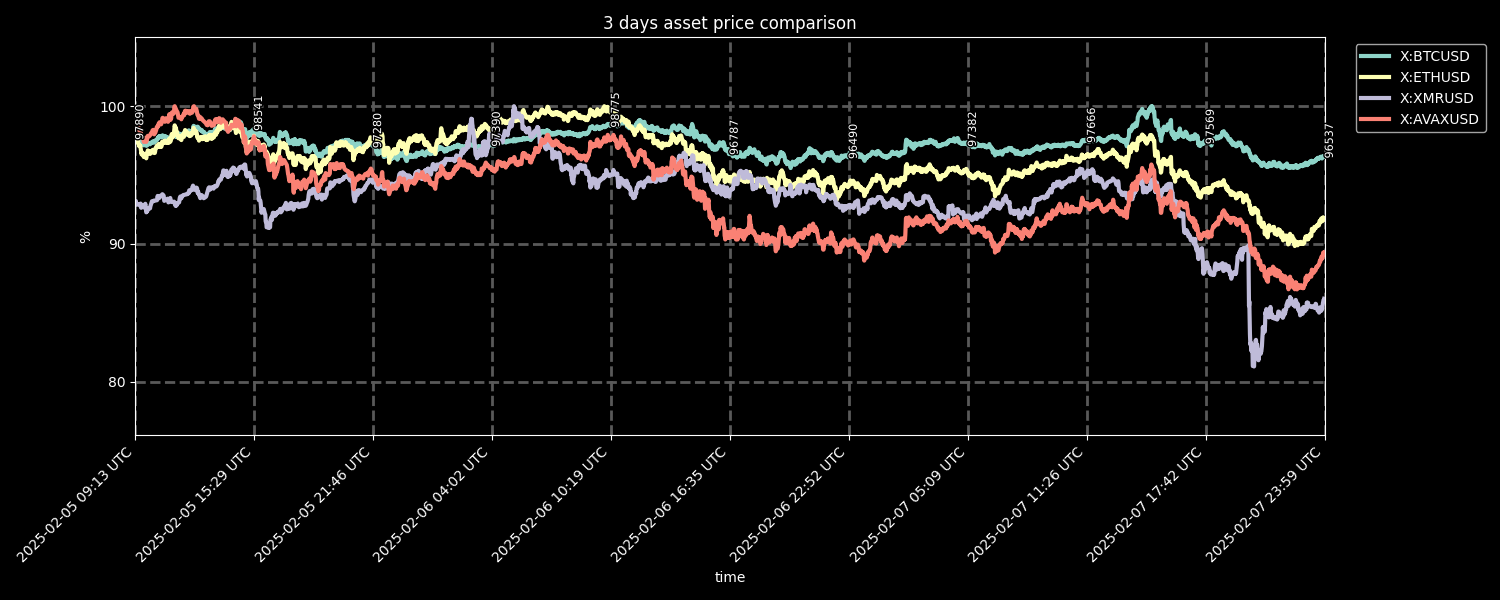 3 days asset price comparison
X:BTCUSD
X:ETHUSD
X:XMRUSD
X:AVAXUSD
100
90
80
%
97890
98541
97280
97390
98775
96787
96490
97382
97666
97569
96537
2025-02-05 09:13 UTC
2025-02-05 15:29 UTC
2025-02-05 21:46 UTC
2025-02-06 04:02 UTC
2025-02-06 10:19 UTC
2025-02-06 16:35 UTC
2025-02-06 22:52 UTC
2025-02-07 05:09 UTC
2025-02-07 11:26 UTC
2025-02-07 17:42 UTC
2025-02-07 23:59 UTC
time